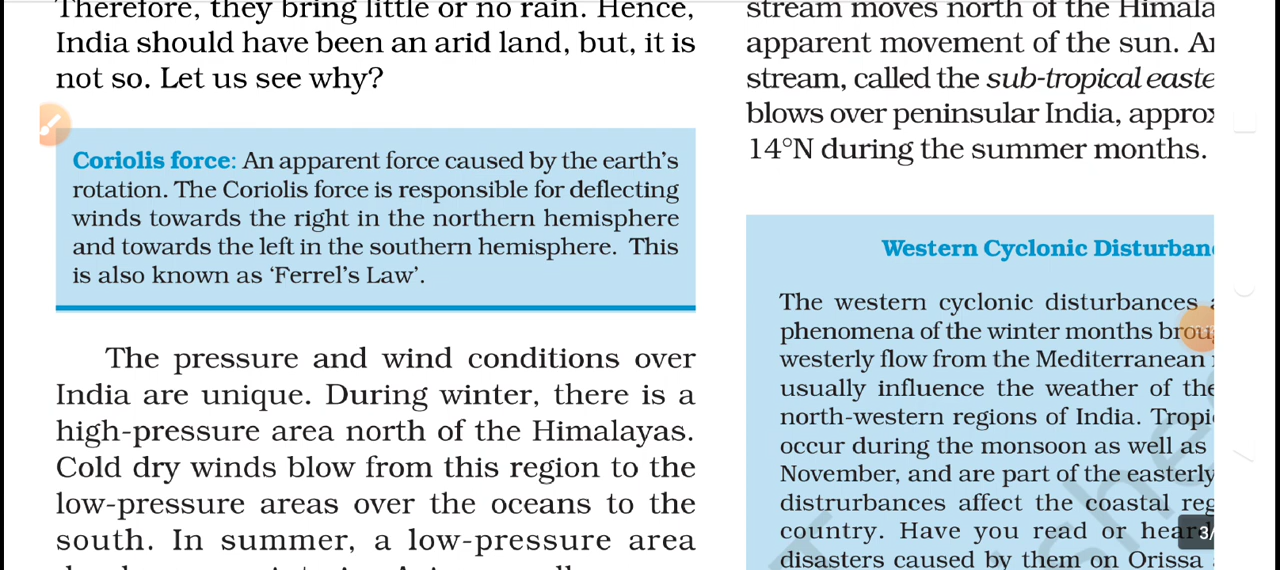 Therefore, they bring little or no rain. Hence,
India should have been an arid land, but, it is
not so. Let us see why?
Coriolis force: An apparent force caused by the earth's
rotation. The Coriolis force is responsible for deflecting
winds towards the right in the northern hemisphere
and towards the left in the southern hemisphere. This
is also known as 'Ferrel's Law'.
The pressure and wind conditions over
India are unique. During winter, there is a
high-pressure area north of the Himalayas.
Cold dry winds blow from this region to the
low-pressure areas over the oceans to the
south. In summer, a low-pressure area
stream moves north of the
apparent movement of the sun.
stream, called the sub-tropical
blows over peninsular India,
14°N during the summer months.
Western Cyclonic
The western cyclonic disturbances
phenomena of the winter months
westerly flow from the Mediterranean
usually influence the weather of the
north-western regions of India.
occur during the monsoon as well as
November, and are part of the easterly
distrurbances affect the coastal
country. Have you read or
disasters caused by them on Orissa
3/